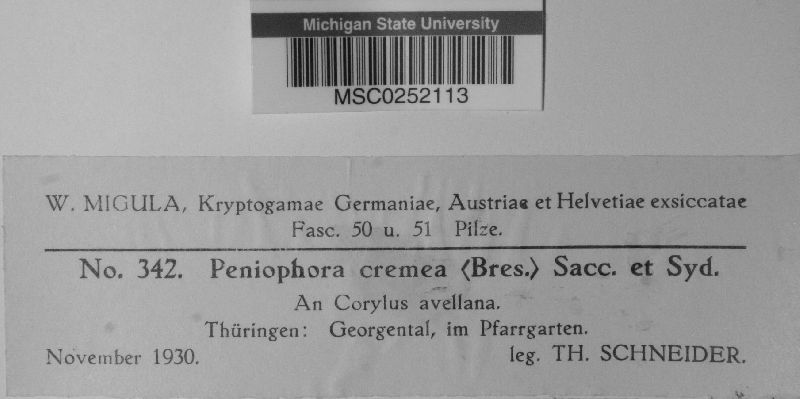 Michigan State University
MSC0252113
W. MIGULA, Kryptogamae Germaniae, Austriae et Helvetiae exsiccatae
Fasc. 50 u. 51 Pilze.
No. 342. Peniophora cremea ⟨Bres.⟩ Sacc. et Syd.
An Corylus avellana.
Thüringen: Georgental, im Pfarrgarten.
November 1930. leg. TH. SCHNEIDER.